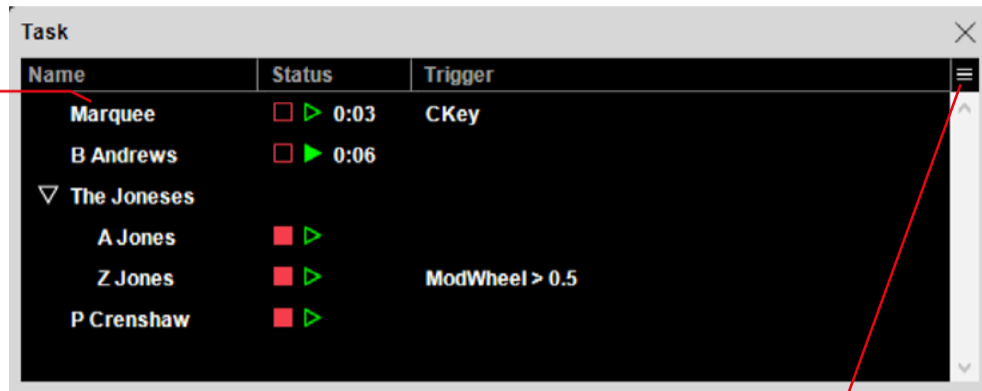 Task
Name Status Trigger
Marquee 0:03 CKey
B Andrews 0:06
The Joneses
A Jones
Z Jones ModWheel > 0.5
P Crenshaw